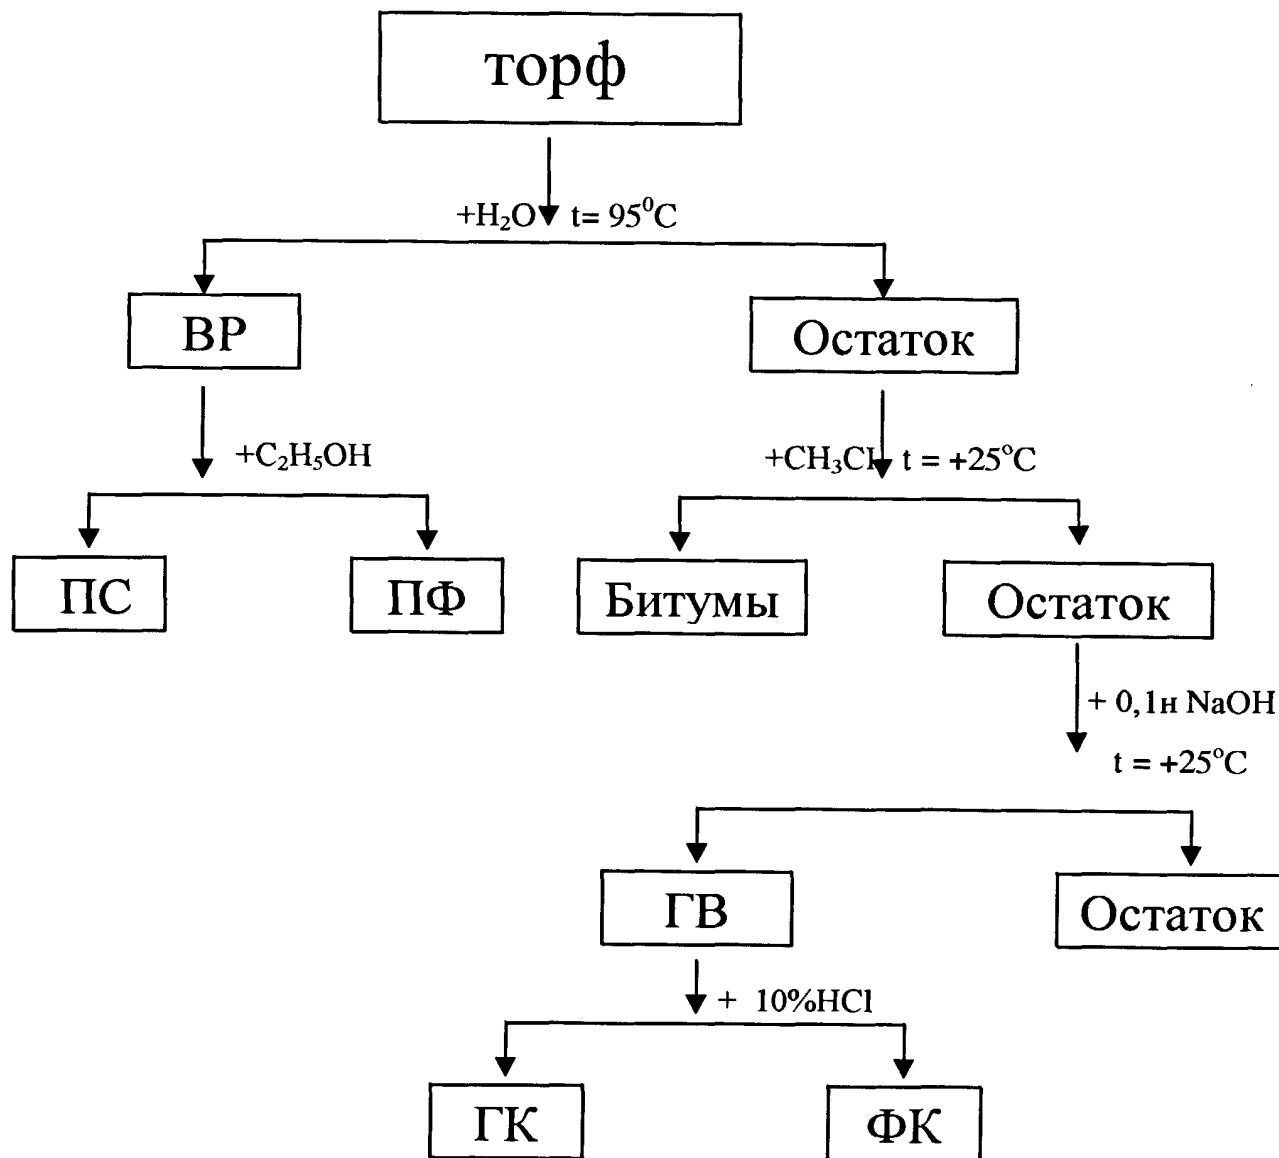 торф
+H₂O t= 95⁰C
ВР
Остаток
+C₂H₅OH
+CH₃Cl t = +25°C
ПС
ПФ
Битумы
Остаток
+ 0,1н NaOH
t = +25°C
ГВ
Остаток
+ 10%HCl
ГК
ФК